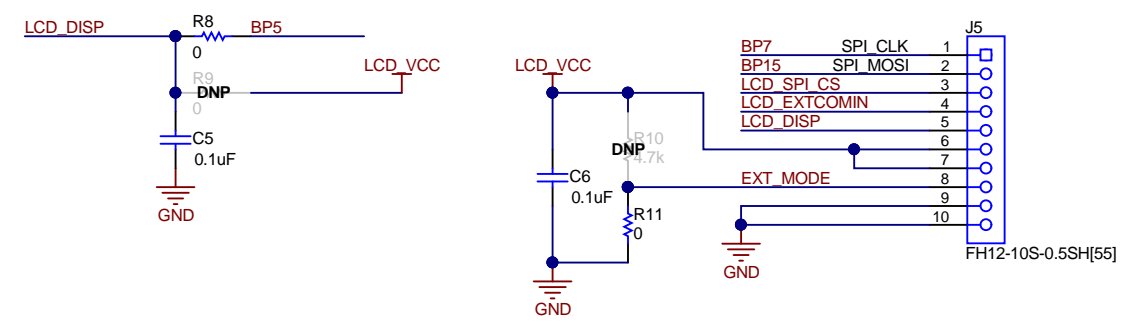 LCD_DISP
R8
0
BP5
R9
DNP
0
LCD_VCC
C5
0.1uF
GND
LCD_VCC
R10
DNP
4.7k
C6
0.1uF
R11
0
GND
J5
BP7 SPI_CLK 1
BP15 SPI_MOSI 2
LCD_SPI_CS 3
LCD_EXTCOMIN 4
LCD_DISP 5
6
7
EXT_MODE 8
9
10
GND
FH12-10S-0.5SH[55]